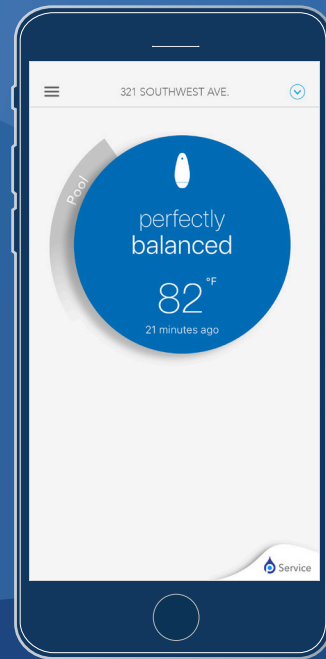 321 SOUTHWEST AVE.
Pool
perfectly
balanced
82 °F
21 minutes ago
Service